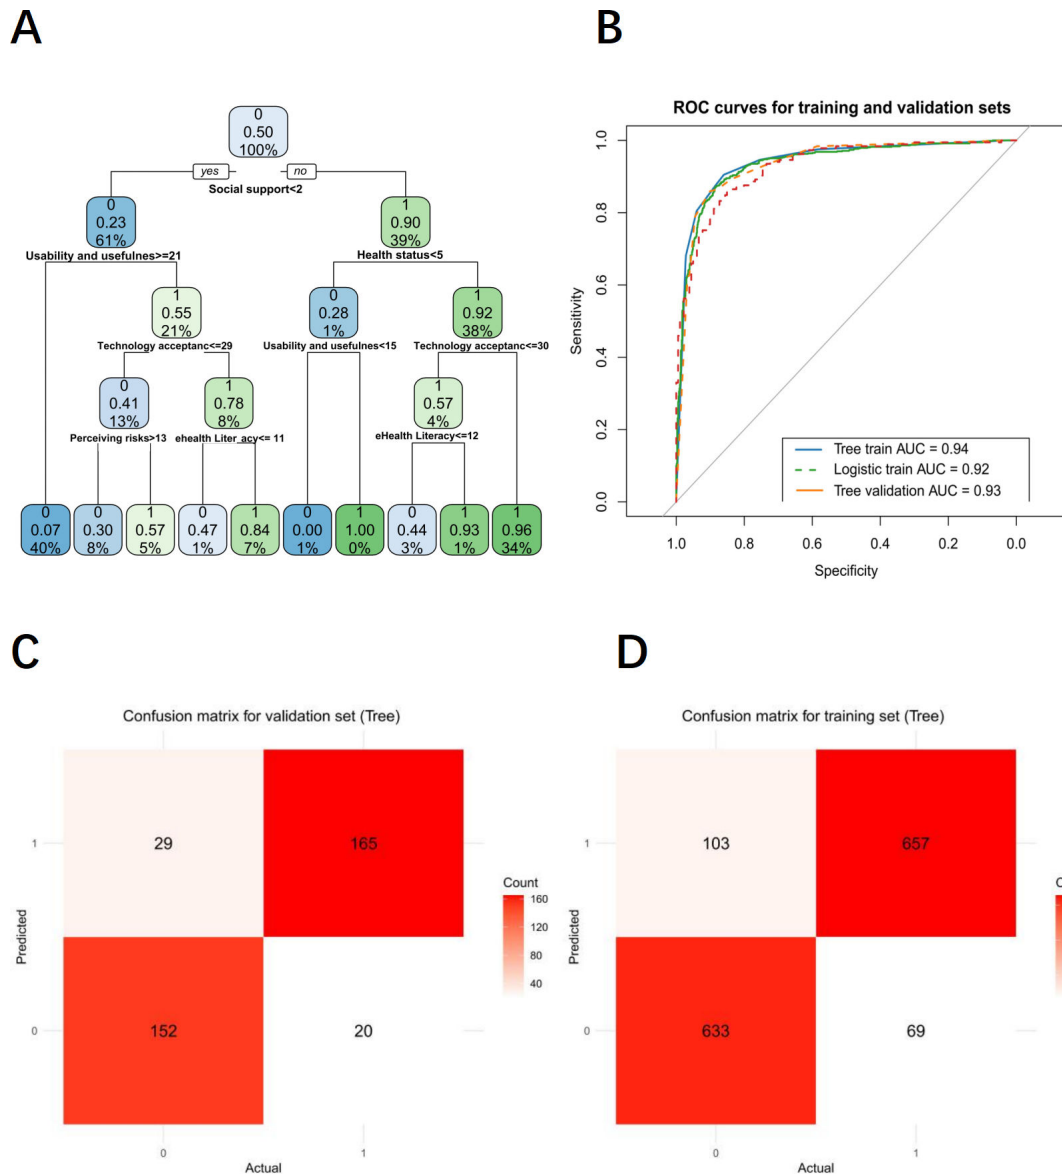 A
0
0.50
100%
yes
no
Social support<2
0
0.23
61%
1
0.90
39%
Usability and usefulnes>=21
Health status<5
1
0.55
21%
0
0.28
1%
1
0.92
38%
Technology acceptanc<=29
Usability and usefulnes<15
Technology acceptanc<=30
0
0.41
13%
1
0.78
8%
1
0.57
4%
Perceiving risks>13
ehealth Liter_acy<= 11
eHealth Literacy<=12
0
0.07
40%
0
0.30
8%
1
0.57
5%
0
0.47
1%
1
0.84
7%
0
0.00
1%
1
1.00
0%
0
0.44
3%
1
0.93
1%
1
0.96
34%
B
ROC curves for training and validation sets
1.0
0.8
0.6
0.4
0.2
0.0
Sensitivity
Tree train AUC = 0.94
Logistic train AUC = 0.92
Tree validation AUC = 0.93
1.0 0.8 0.6 0.4 0.2 0.0
Specificity
C
Confusion matrix for validation set (Tree)
1
29 165
Predicted
0
152 20
0 1
Actual
Count
160
120
80
40
D
Confusion matrix for training set (Tree)
1
103 657
Predicted
0
633 69
0 1
Actual
C